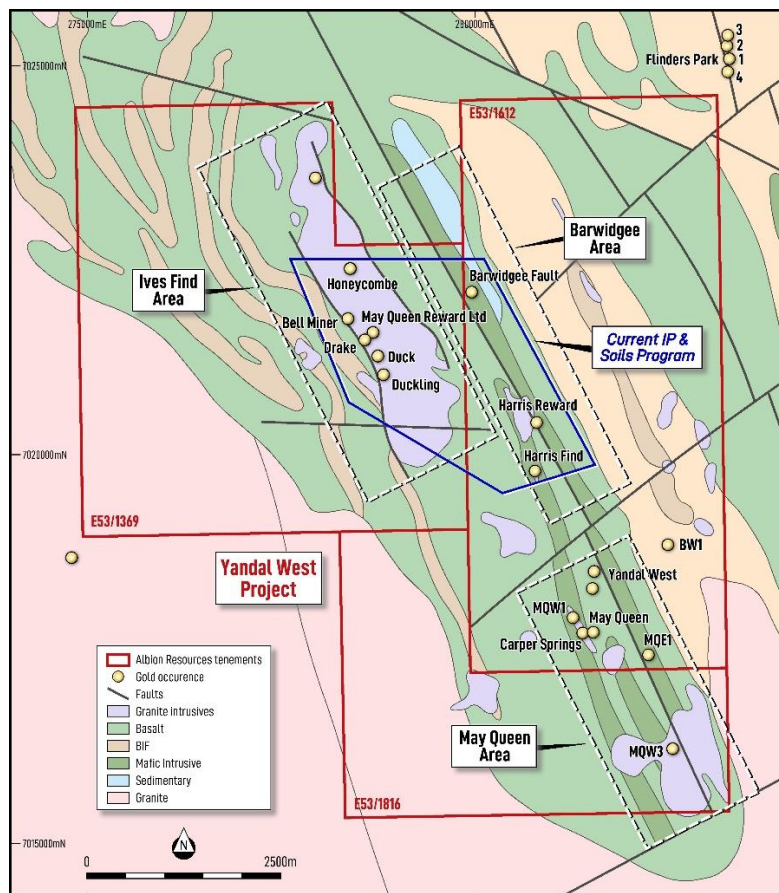 275000mE
280000mE
7025000mN
3
2
Flinders Park
1
4
E53/1612
Barwidgee
Area
Ives Find
Area
Honeycombe
Barwidgee Fault
Bell Miner
May Queen Reward Ltd
Drake
Duck
Duckling
Current IP &
Soils Program
Harris Reward
Harris Find
7020000mN
E53/1369
BW1
Yandal West
Project
Yandal West
MQW1
May Queen
Carper Springs
MQE1
May Queen
Area
MQW3
E53/1816
Albion Resources tenements
Gold occurence
Faults
Granite intrusives
Basalt
BIF
Mafic Intrusive
Sedimentary
Granite
7015000mN
N
0
2500m